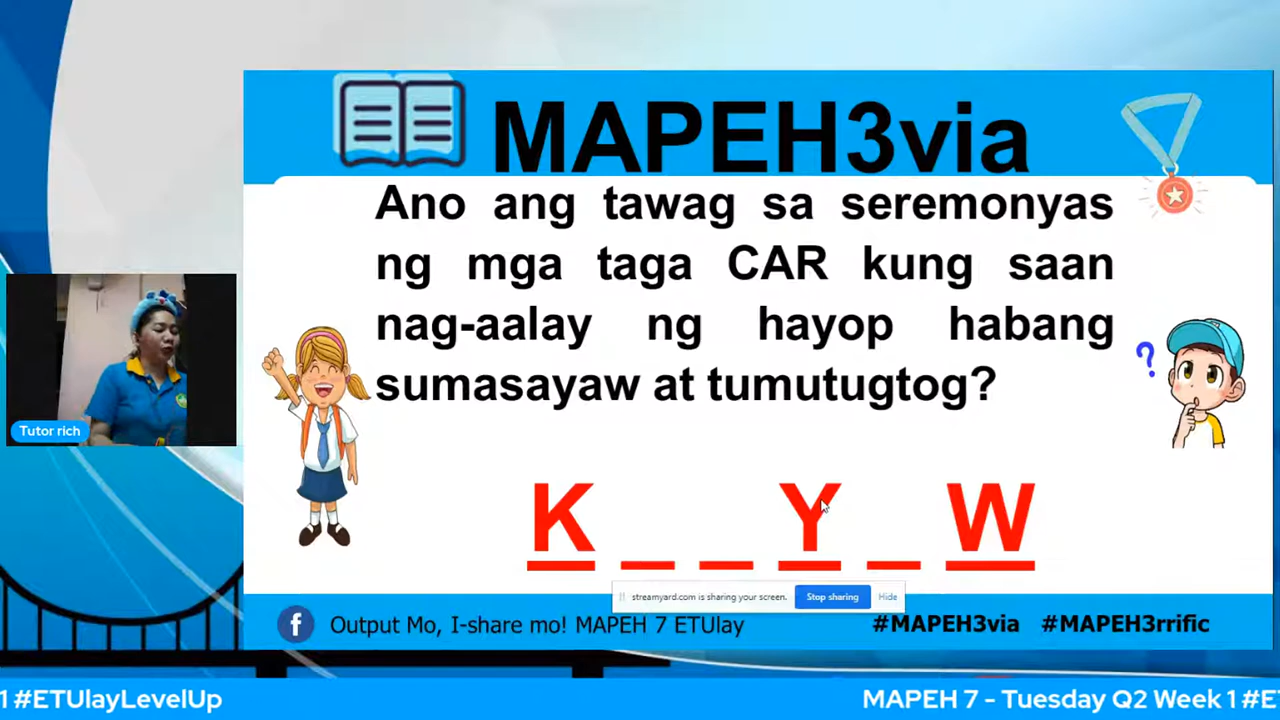 MAPEH3via
Ano ang tawag sa seremonyas
ng mga taga CAR kung saan
nag-aalay ng hayop habang
sumasayaw at tumutugtog?
?
Tutor rich
K _ _ Y _ W
streamyard.com is sharing your screen. Stop sharing Hide
f Output Mo, I-share mo! MAPEH 7 ETUlay #MAPEH3via #MAPEH3rrific
1 #ETUlayLevelUp MAPEH 7 - Tuesday Q2 Week 1 #E